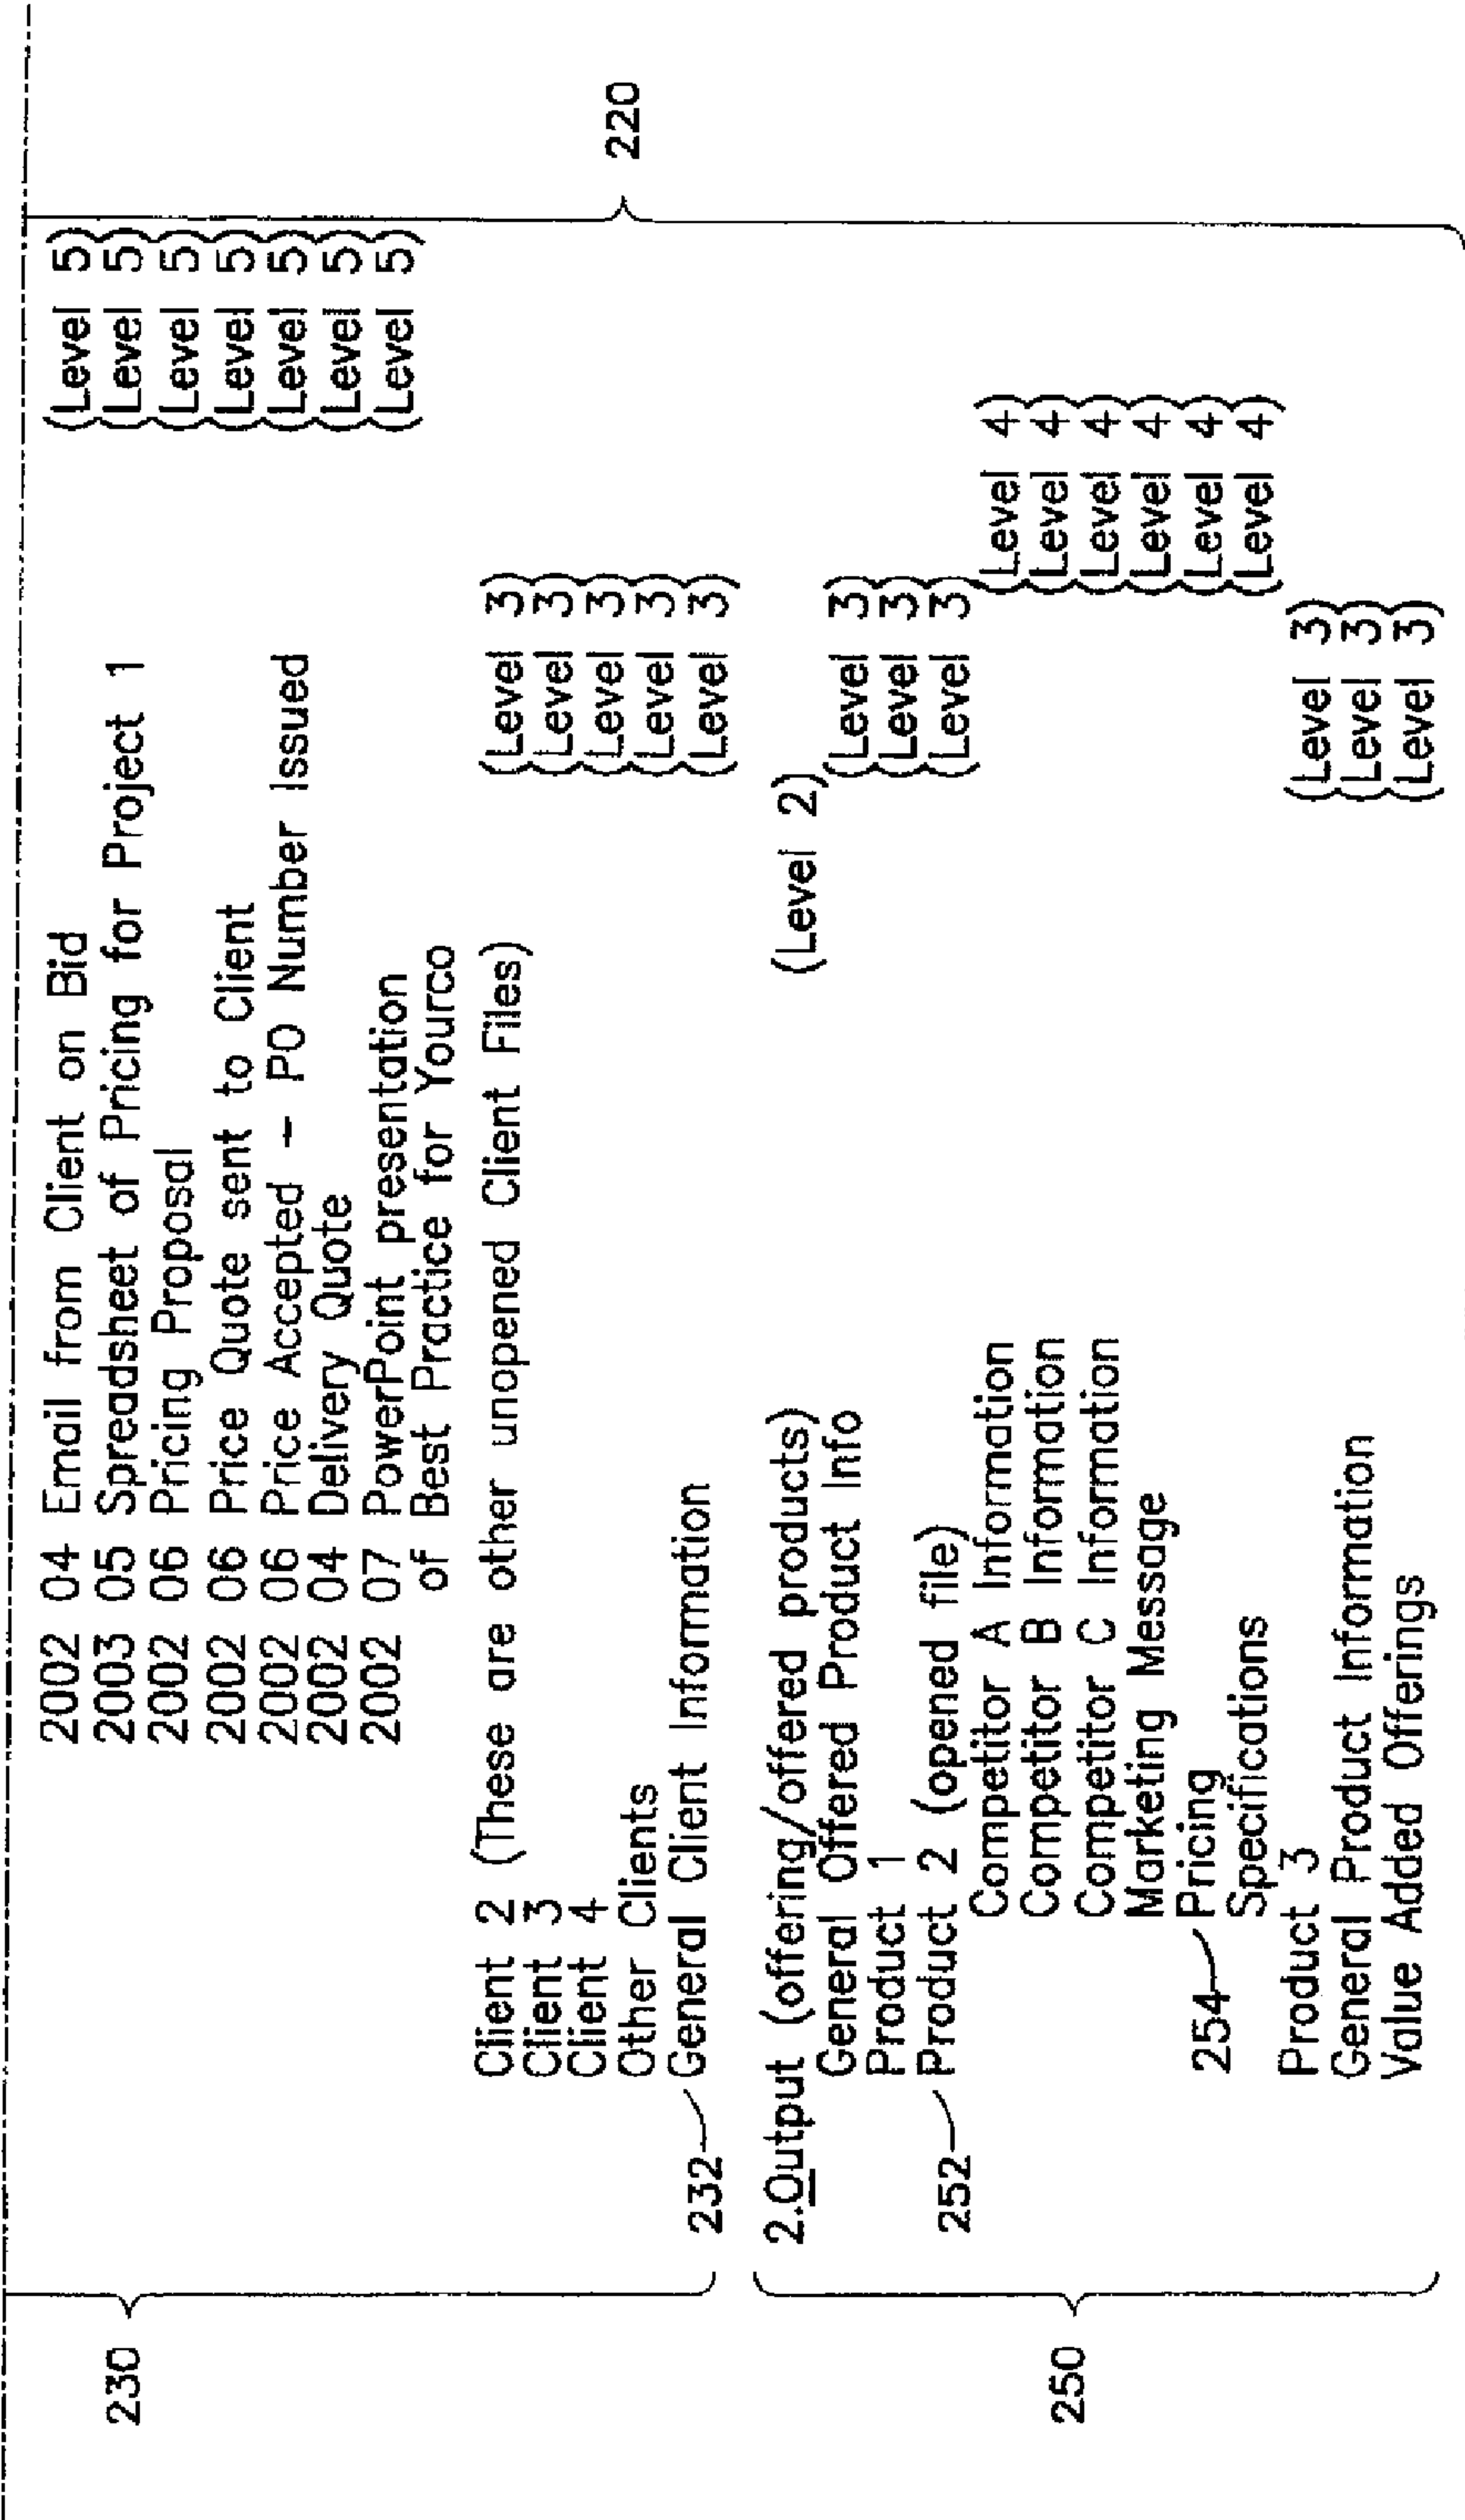 2002 04 Email from Client on Bid (Level 5)
2003 05 Spreadsheet of Pricing for Project 1 (Level 5)
2002 06 Pricing Proposal (Level 5)
2002 06 Price Quote sent to Client (Level 5)
2002 06 Price Accepted – PO Number Issued (Level 5)
2002 04 Delivery Quote (Level 5)
2002 07 PowerPoint presentation (Level 5)
of Best Practice for Yourco
230
220
Client 2 (These are other unopened Client Files) (Level 3)
Client 3 (Level 3)
Client 4 (Level 3)
Other Clients (Level 3)
232 General Client Information (Level 3)
2.Output (offering/offered products) (Level 2)
General Offered Product Info (Level 3)
Product 1 (Level 3)
252 Product 2 (opened file) (Level 3)
Competitor A Information (Level 4)
Competitor B Information (Level 4)
250
Competitor C Information (Level 4)
Marketing Message (Level 4)
254 Pricing (Level 4)
Specifications (Level 4)
Product 3 (Level 3)
General Product Information (Level 3)
Value Added Offerings (Level 3)